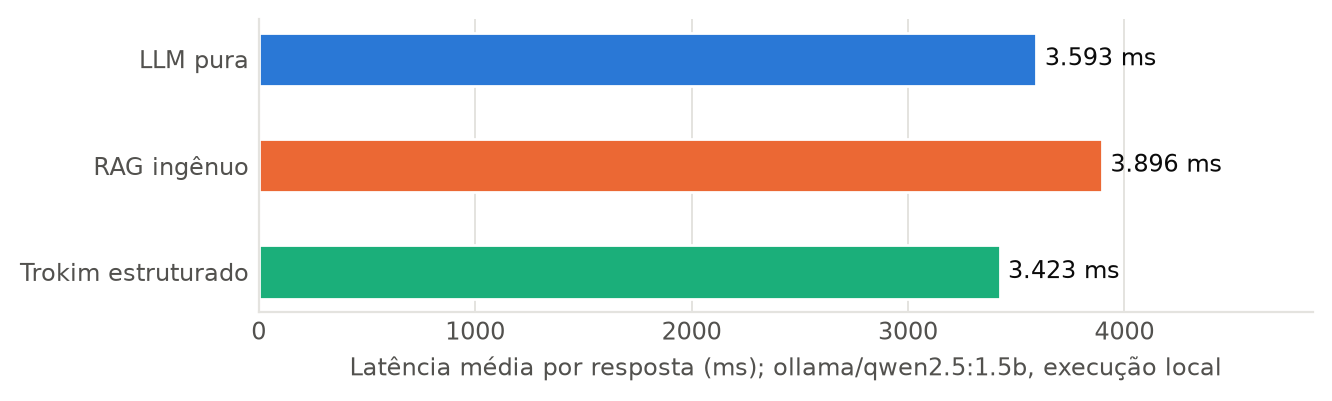 LLM pura
3.593 ms
RAG ingênuo
3.896 ms
Trokim estruturado
3.423 ms
0 1000 2000 3000 4000
Latência média por resposta (ms); ollama/qwen2.5:1.5b, execução local